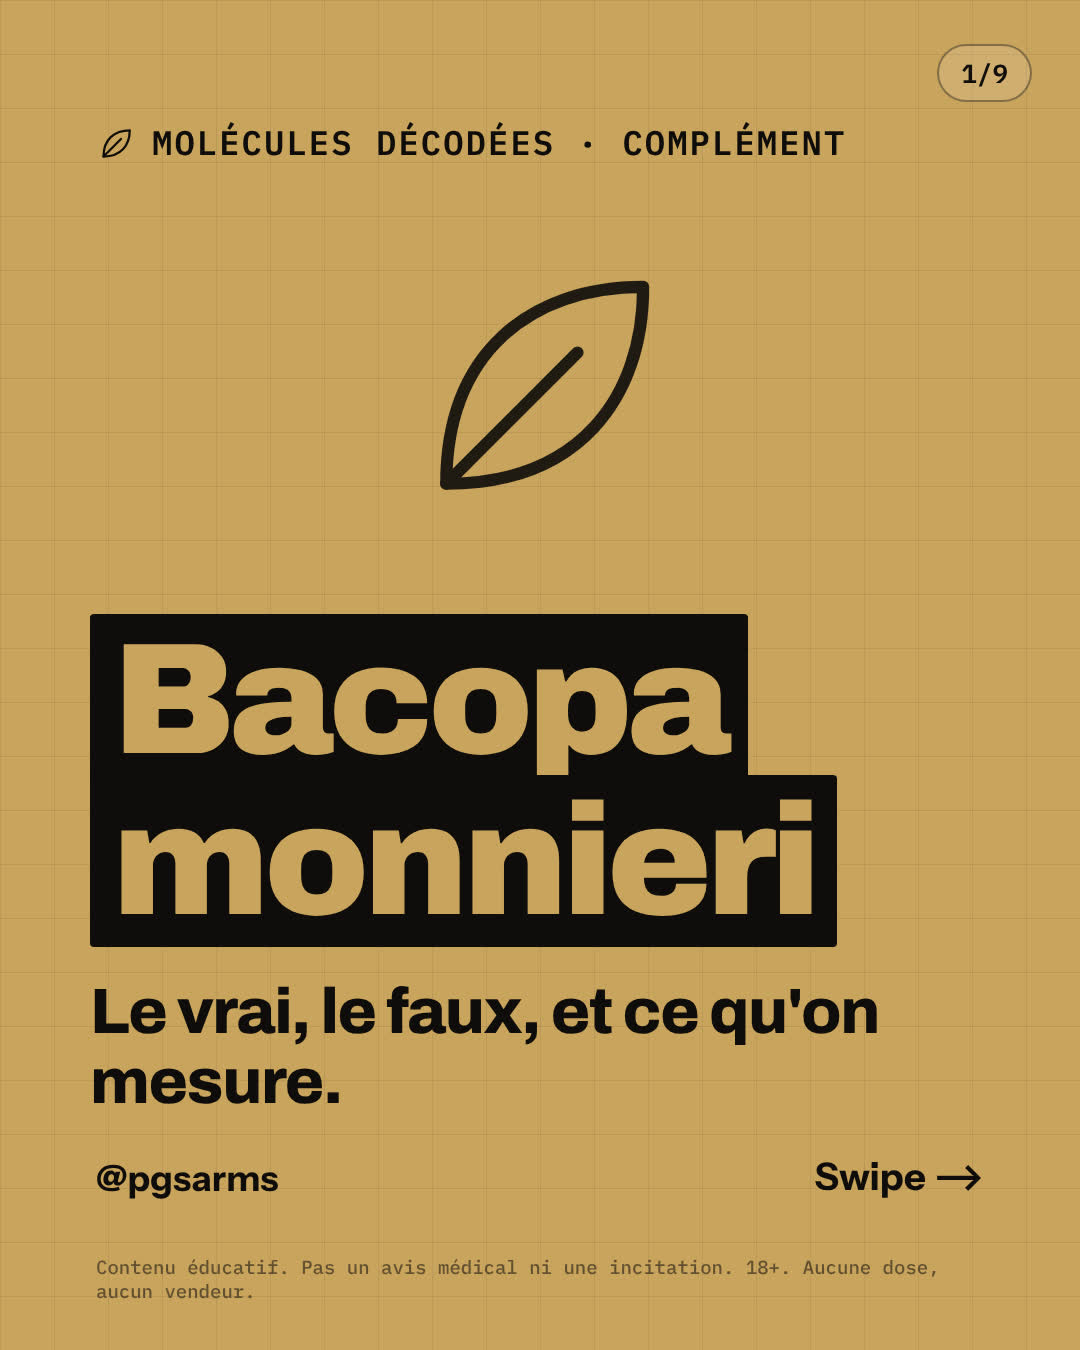 1/9
MOLÉCULES DÉCODÉES · COMPLÉMENT
Bacopa
monnieri
Le vrai, le faux, et ce qu'on
mesure.
@pgsarms
Swipe →
Contenu éducatif. Pas un avis médical ni une incitation. 18+. Aucune dose,
aucun vendeur.